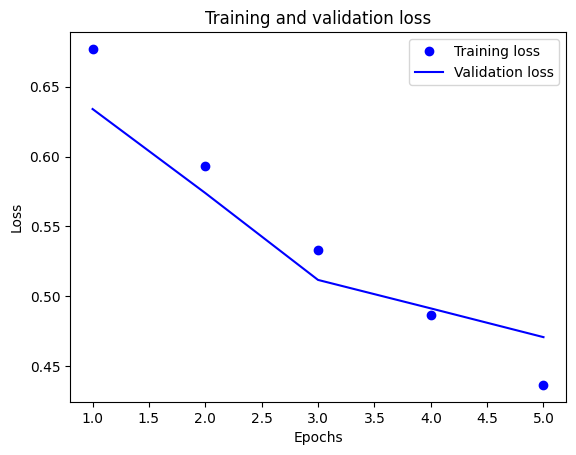 Training and validation loss
Training loss
Validation loss
0.65
0.60
0.55
0.50
0.45
Loss
1.0 1.5 2.0 2.5 3.0 3.5 4.0 4.5 5.0
Epochs